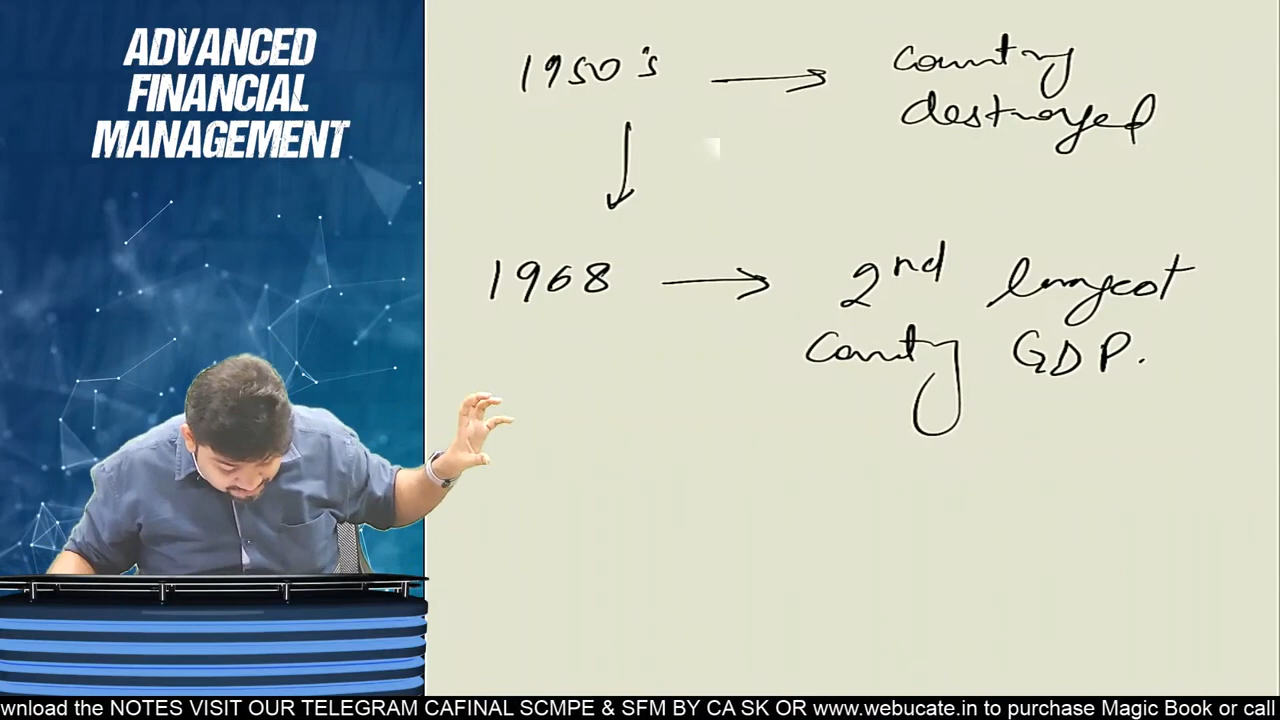 ADVANCED
FINANCIAL
MANAGEMENT
1950's → country
destroyed
↓
1968 → 2nd largest
County GDP.
wnload the NOTES VISIT OUR TELEGRAM CAFINAL SCMPE & SFM BY CA SK OR www.webucate.in to purchase Magic Book or call